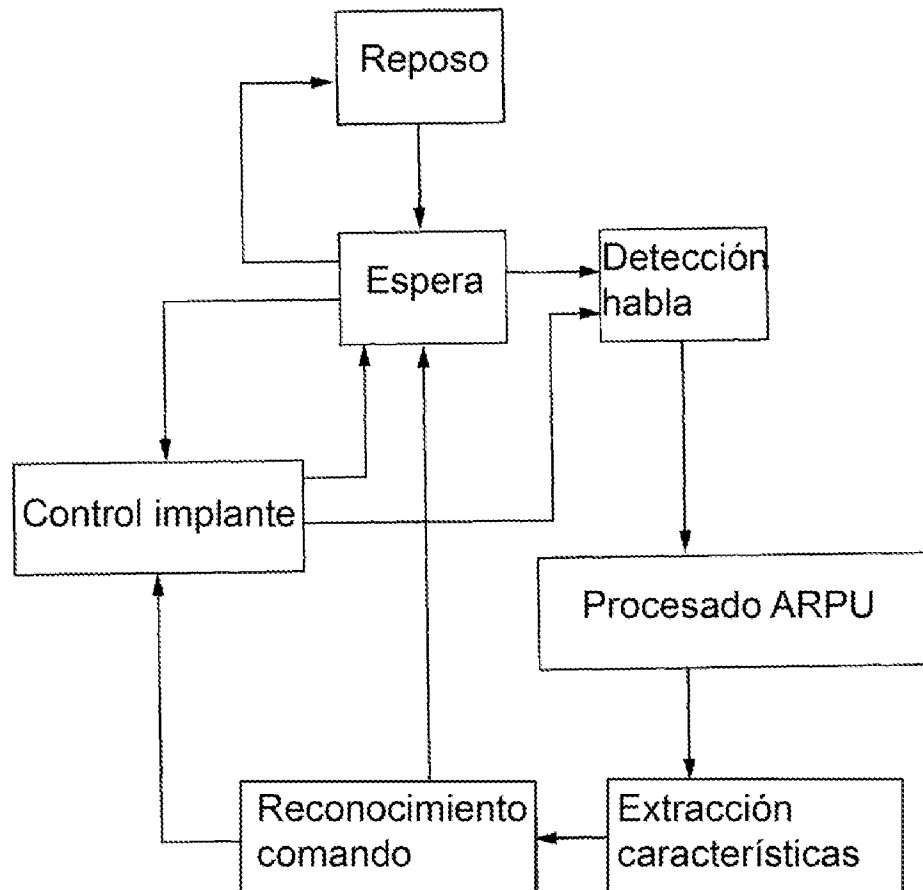 Reposo
Espera
Detección
habla
Control implante
Procesado ARPU
Reconocimiento
comando
Extracción
características